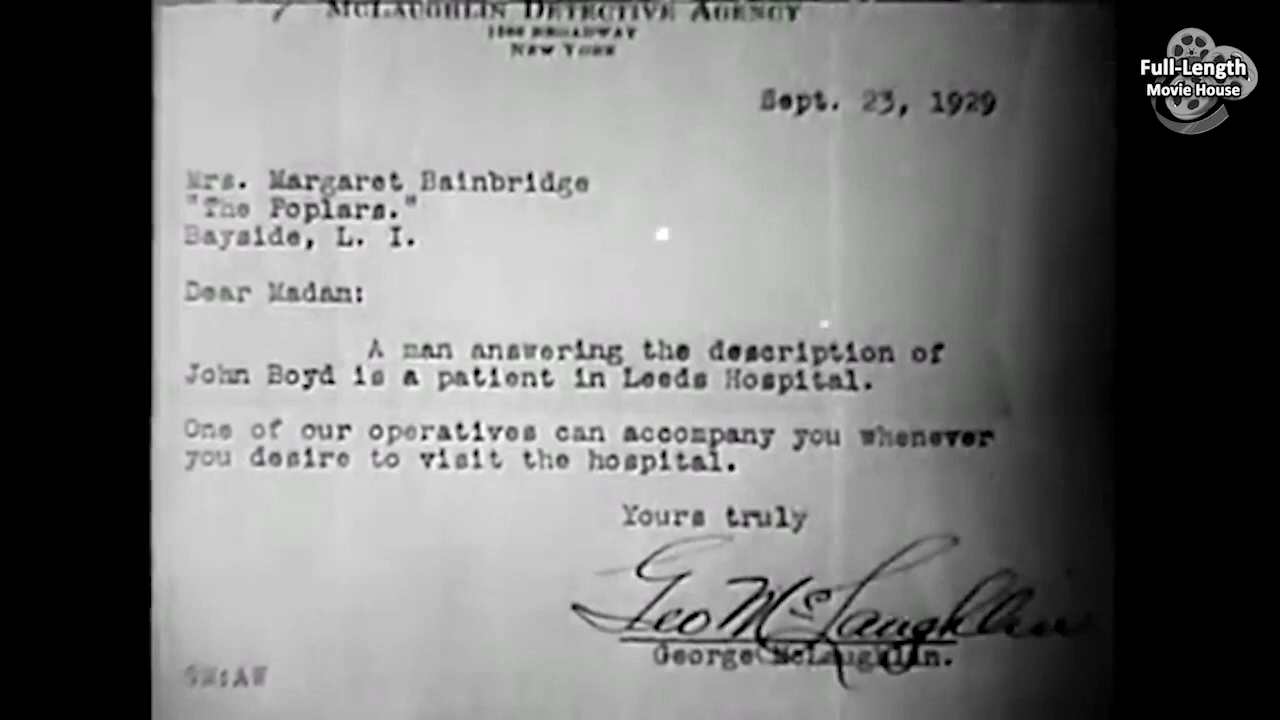 McLaughlin Detective Agency
Broadway
New York
Sept. 23, 1929
Mrs. Margaret Bainbridge
"The Poplars."
Bayside, L. I.
Dear Madam:
A man answering the description of
John Boyd is a patient in Leeds Hospital.
One of our operatives can accompany you whenever
you desire to visit the hospital.
Yours truly
Geo McLaughlin
George McLaughlin.
GM:AW
Full-Length
Movie House